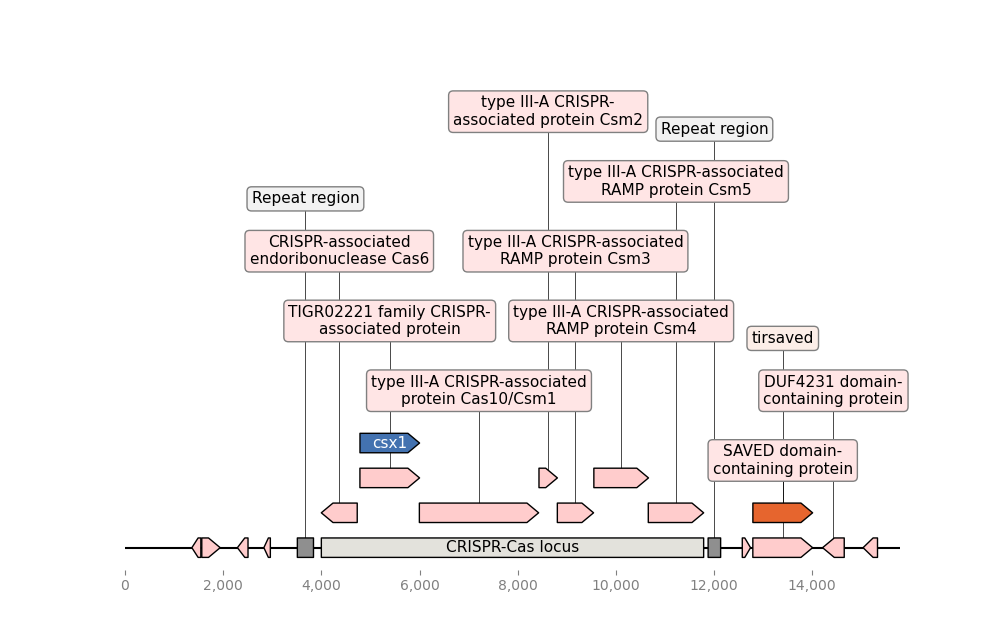 type III-A CRISPR-
associated protein Csm2
Repeat region
type III-A CRISPR-associated
RAMP protein Csm5
Repeat region
CRISPR-associated
endoribonuclease Cas6
type III-A CRISPR-associated
RAMP protein Csm3
TIGR02221 family CRISPR-
associated protein
type III-A CRISPR-associated
RAMP protein Csm4
tirsaved
type III-A CRISPR-associated
protein Cas10/Csm1
DUF4231 domain-
containing protein
csx1
SAVED domain-
containing protein
CRISPR-Cas locus
0 2,000 4,000 6,000 8,000 10,000 12,000 14,000